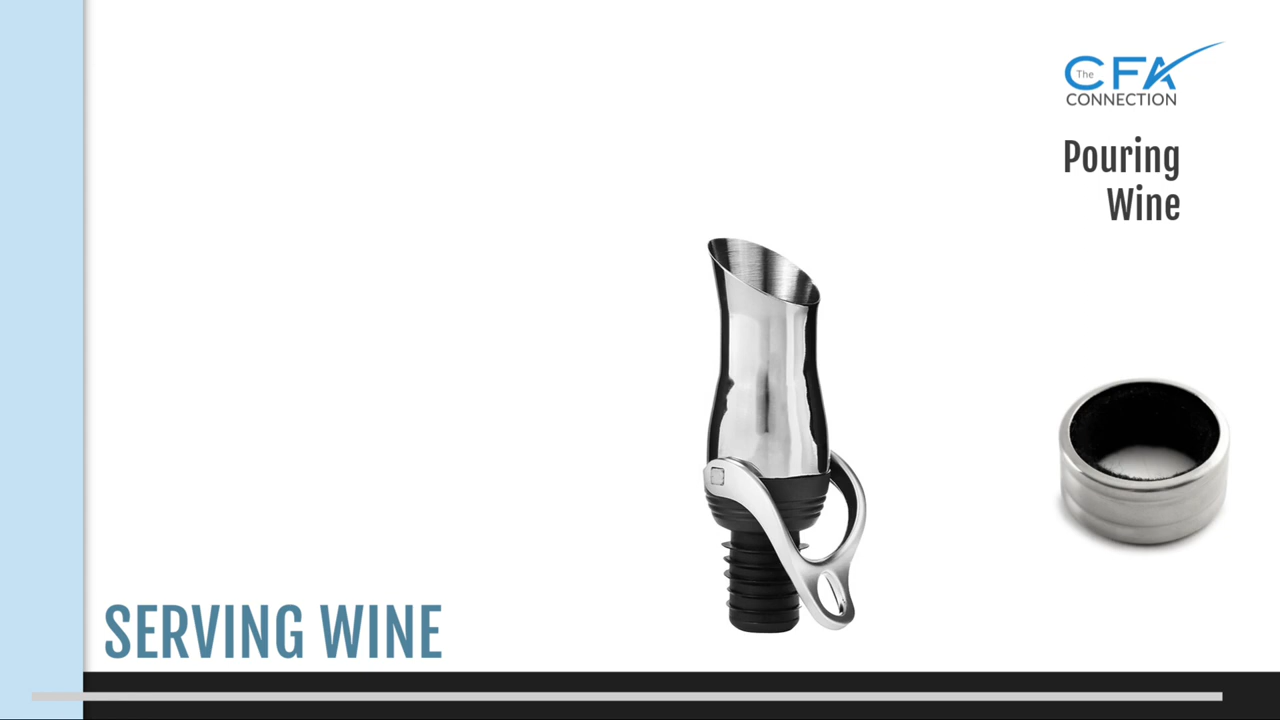 The
CFA
CONNECTION
Pouring
Wine
SERVING WINE